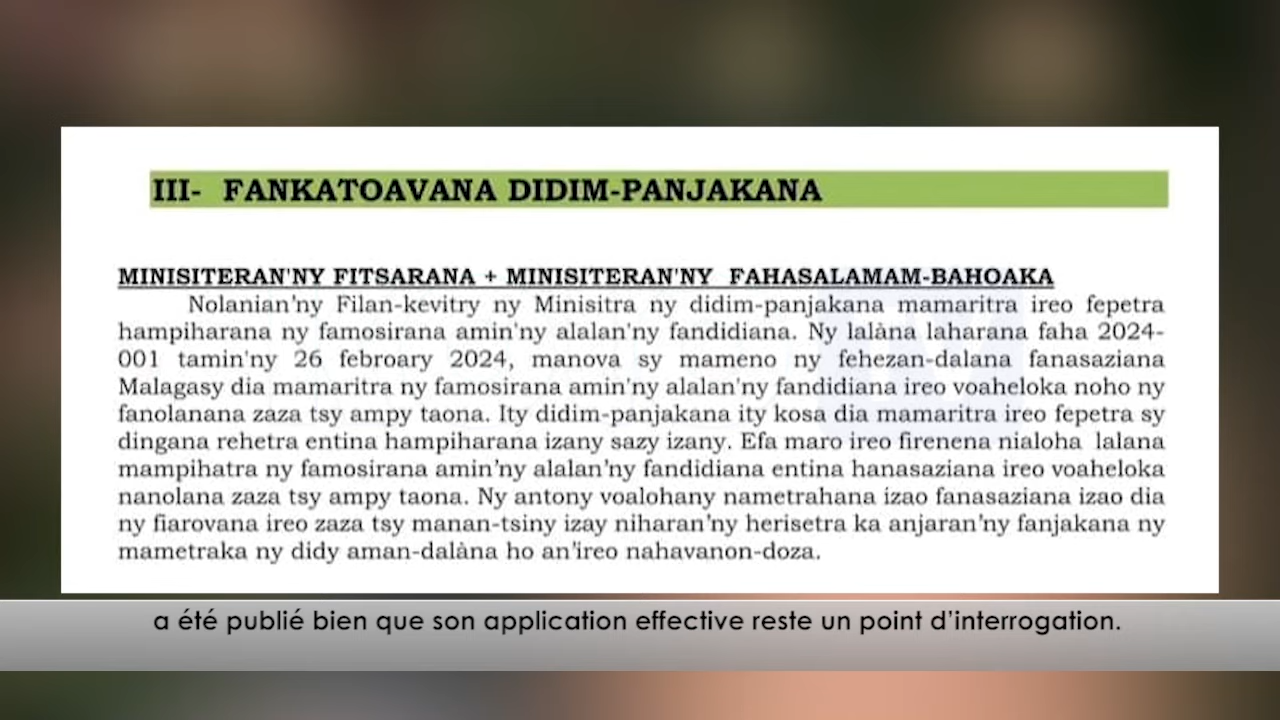 III- FANKATOAVANA DIDIM-PANJAKANA
MINISITERAN'NY FITSARANA + MINISITERAN'NY FAHASALAMAM-BAHOAKA
Nolanian'ny Filan-kevitry ny Minisitra ny didim-panjakana mamaritra ireo fepetra
hampiharana ny famosirana amin'ny alalan'ny fandidiana. Ny lalàna laharana faha 2024-
001 tamin'ny 26 febroary 2024, manova sy mameno ny fehezan-dalana fanasaziana
Malagasy dia mamaritra ny famosirana amin'ny alalan'ny fandidiana ireo voaheloka noho ny
fanolanana zaza tsy ampy taona. Ity didim-panjakana ity kosa dia mamaritra ireo fepetra sy
dingana rehetra entina hampiharana izany sazy izany. Efa maro ireo firenena nialoha lalana
mampihatra ny famosirana amin'ny alalan'ny fandidiana entina hanasaziana ireo voaheloka
nanolana zaza tsy ampy taona. Ny antony voalohany nametrahana izao fanasaziana izao dia
ny fiarovana ireo zaza tsy manan-tsiny izay niharan'ny herisetra ka anjaran'ny fanjakana ny
mametraka ny didy aman-dalàna ho an'ireo nahavanon-doza.
a été publié bien que son application effective reste un point d'interrogation.